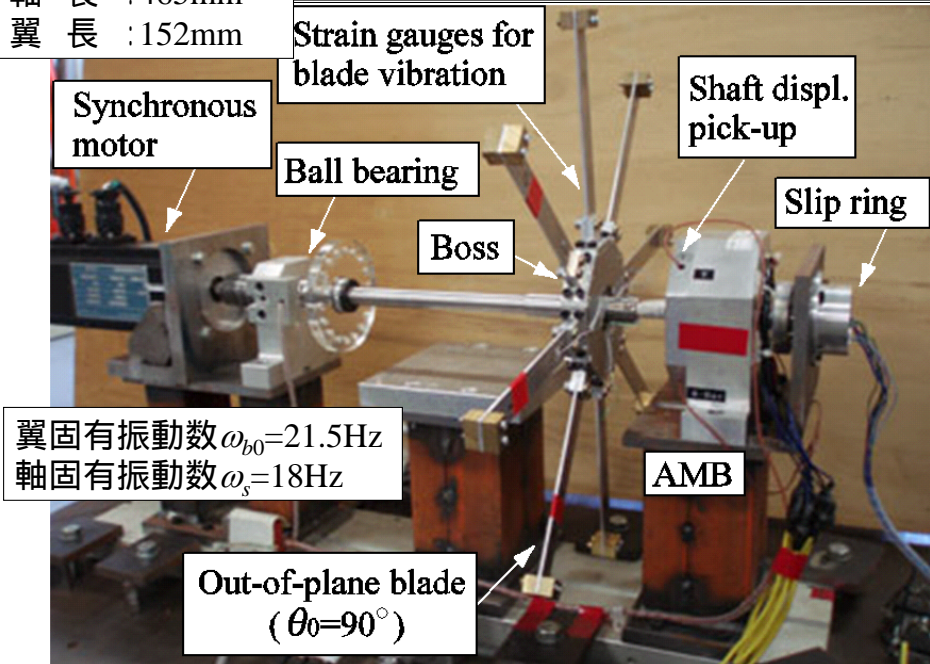 翼 長 :152mm
Strain gauges for
blade vibration
Synchronous
motor
Shaft displ.
pick-up
Ball bearing
Slip ring
Boss
翼固有振動数ω_b0=21.5Hz
軸固有振動数ω_s=18Hz
AMB
Out-of-plane blade
(θ0=90°)